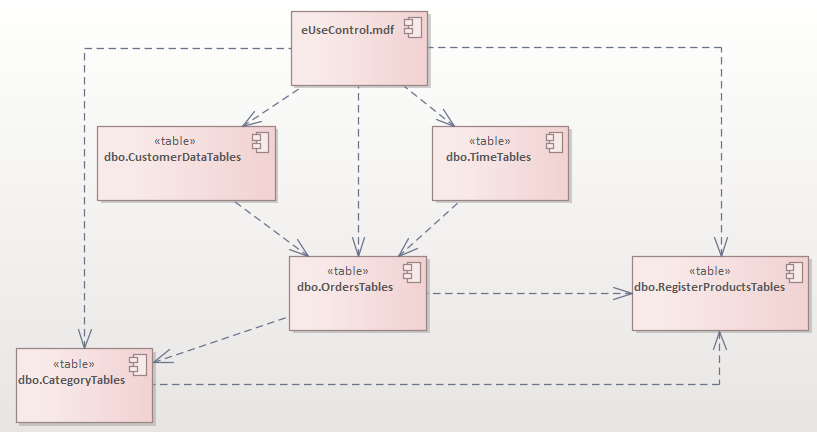 eUseControl.mdf
«table»
dbo.CustomerDataTables
«table»
dbo.TimeTables
«table»
dbo.OrdersTables
«table»
dbo.RegisterProductsTables
«table»
dbo.CategoryTables